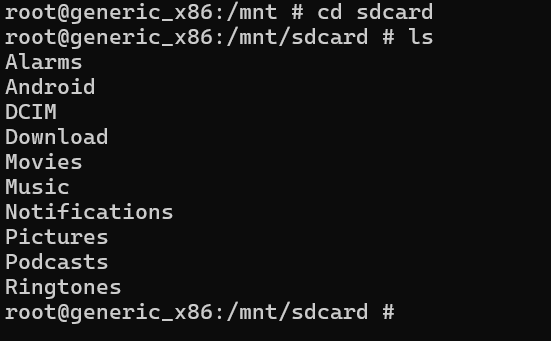 root@generic_x86:/mnt # cd sdcard
root@generic_x86:/mnt/sdcard # ls
Alarms
Android
DCIM
Download
Movies
Music
Notifications
Pictures
Podcasts
Ringtones
root@generic_x86:/mnt/sdcard #